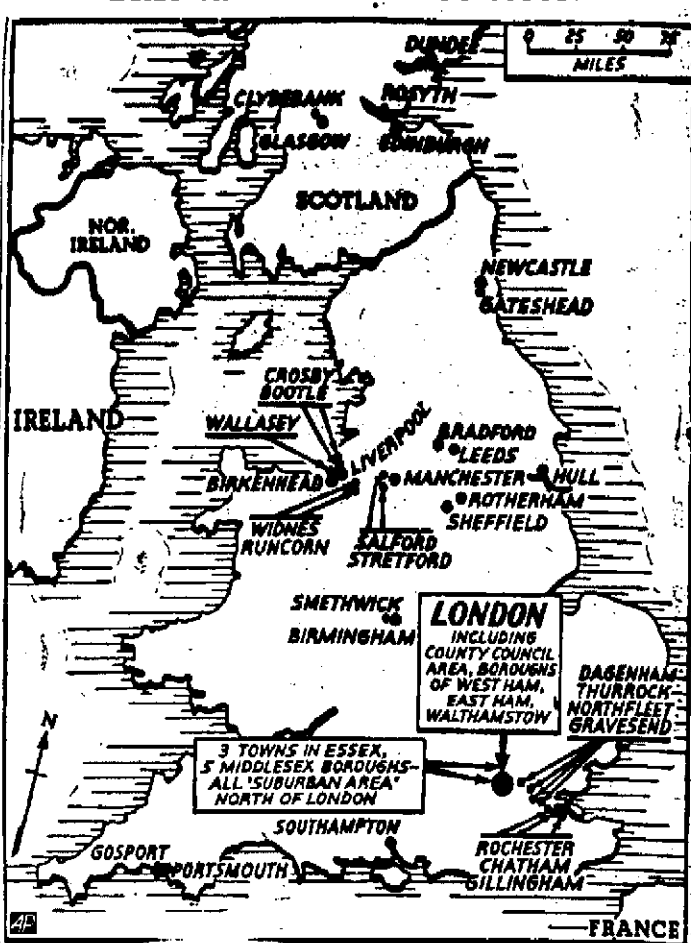 0 25 50 75
MILES
DUNDEE
ROSYTH
CLYDEBANK
GLASGOW
EDINBURGH
SCOTLAND
NOR.
IRELAND
NEWCASTLE
GATESHEAD
CROSBY
BOOTLE
IRELAND
WALLASEY
LIVERPOOL
BRADFORD
LEEDS
BIRKENHEAD
MANCHESTER
HULL
ROTHERHAM
SHEFFIELD
WIDNES
RUNCORN
SALFORD
STRETFORD
SMETHWICK
BIRMINGHAM
LONDON
INCLUDING
COUNTY COUNCIL
AREA, BOROUGHS
OF WEST HAM,
EAST HAM,
WALTHAMSTOW
DAGENHAM
THURROCK
NORTHFLEET
GRAVESEND
N
3 TOWNS IN ESSEX,
5 MIDDLESEX BOROUGHS—
ALL "SUBURBAN AREA"
NORTH OF LONDON
SOUTHAMPTON
GOSPORT
PORTSMOUTH
ROCHESTER
CHATHAM
GILLINGHAM
AP
FRANCE